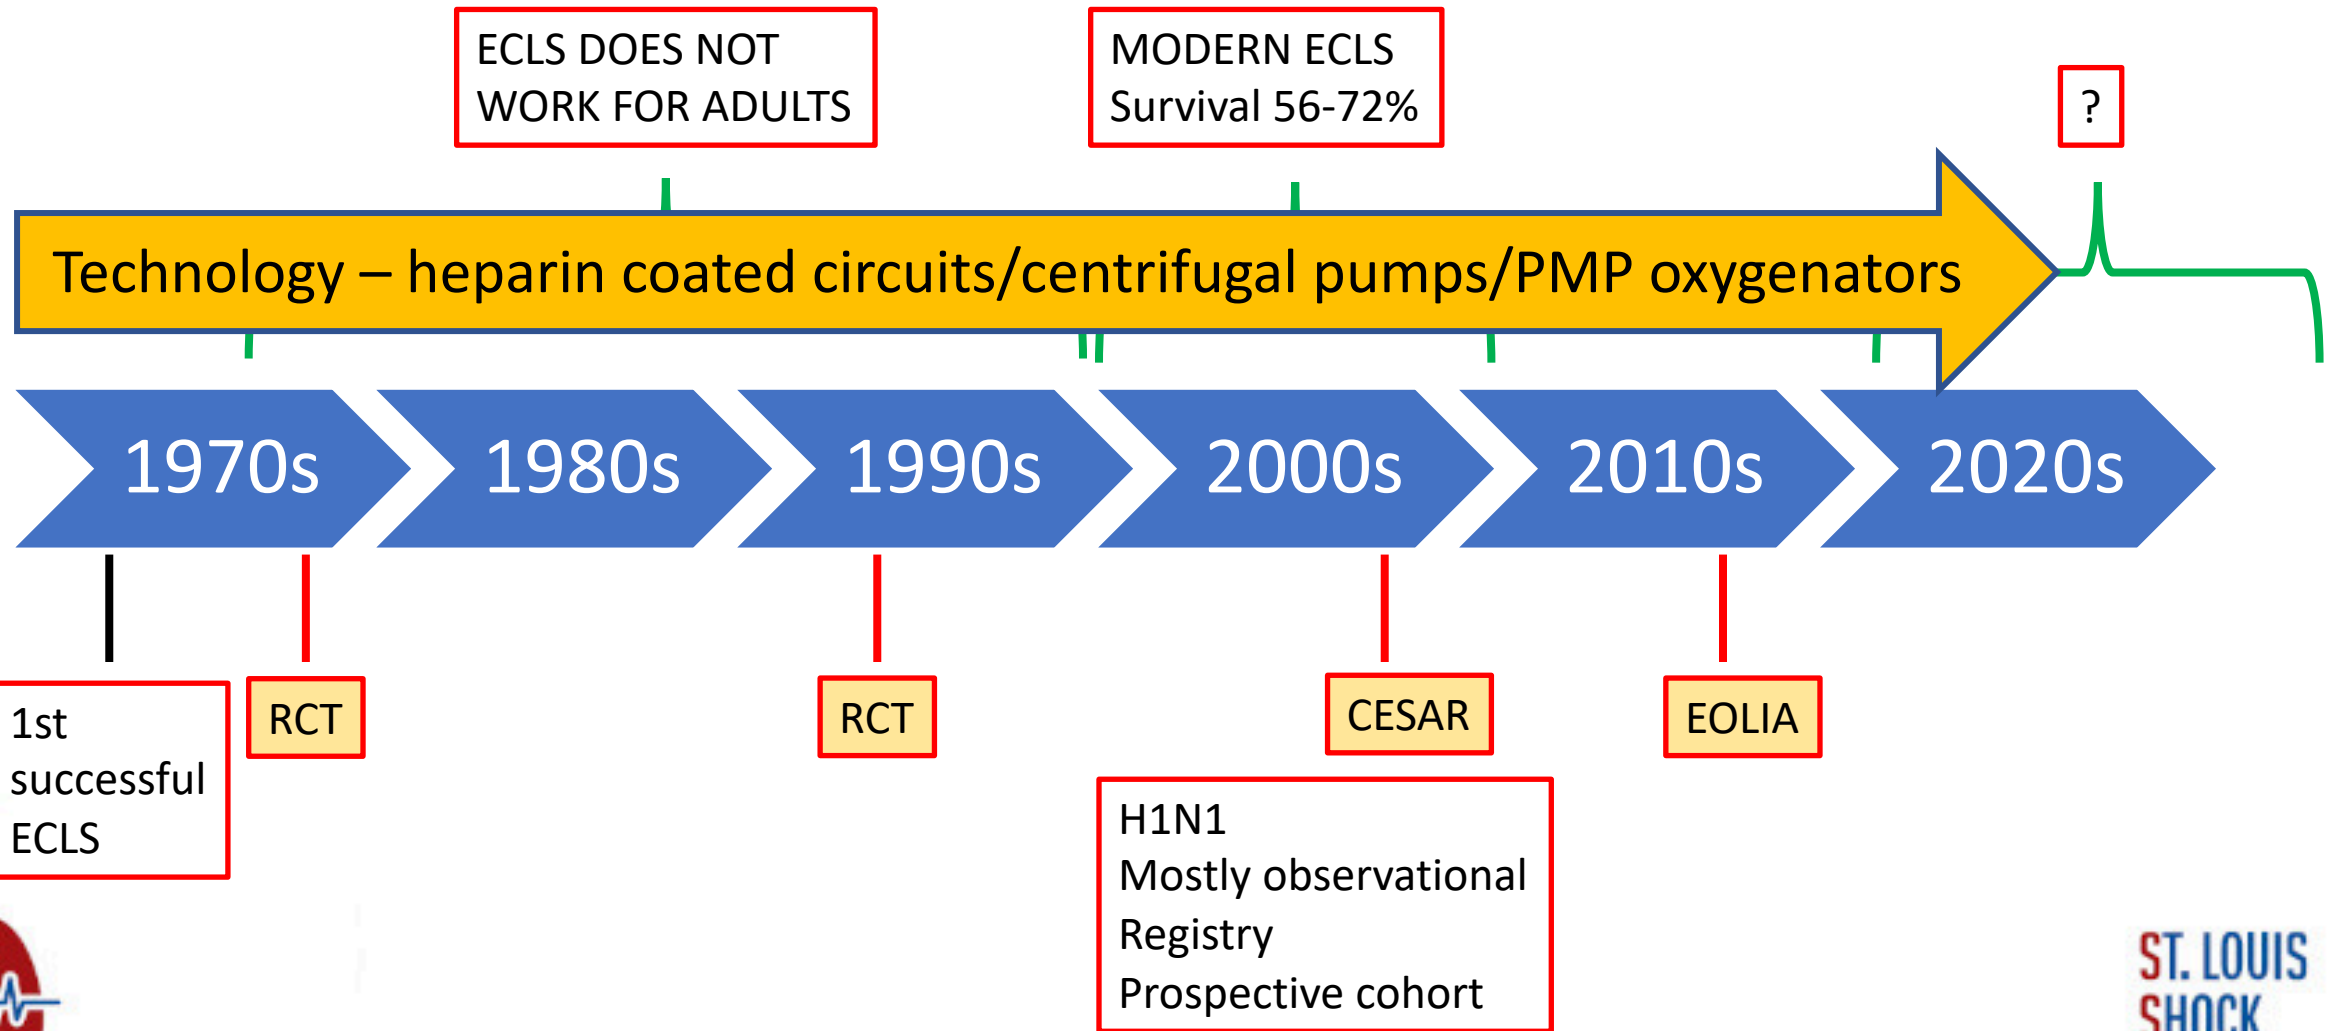 ECLS DOES NOT
WORK FOR ADULTS
MODERN ECLS
Survival 56-72%
?
Technology – heparin coated circuits/centrifugal pumps/PMP oxygenators
1970s
1980s
1990s
2000s
2010s
2020s
1st
successful
ECLS
RCT
RCT
CESAR
EOLIA
H1N1
Mostly observational
Registry
Prospective cohort
ST. LOUIS
SHOCK